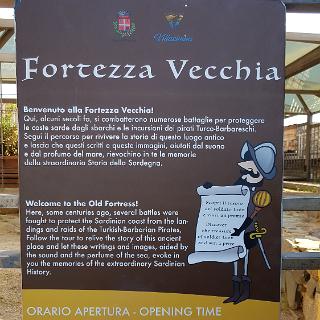 Villasimius
Fortezza Vecchia
Benvenuto alla Fortezza Vecchia!
Qui, alcuni secoli fa, si combatterono numerose battaglie per proteggere
le coste sarde dagli sbarchi e le incursioni dei pirati Turco-Barbareschi.
Segui il percorso per rivivere la storia di questo luogo antico
e lascia che questi scritti e queste immagini, aiutati dal suono
e dal profumo del mare, rievochino in te le memorie
della straordinaria Storia della Sardegna.
Welcome to the Old Fortress!
Here, some centuries ago, several battles were
fought to protect the Sardinian coast from the lan-
dings and raids of the Turkish-Barbarian Pirates.
Follow the tour to relive the story of this ancient
place and let these writings and images, aided by
the sound and the perfume of the sea, evoke in
you the memories of the extraordinary Sardinian
History.
Scopri il
Discover
ORARIO APERTURA - OPENING TIME